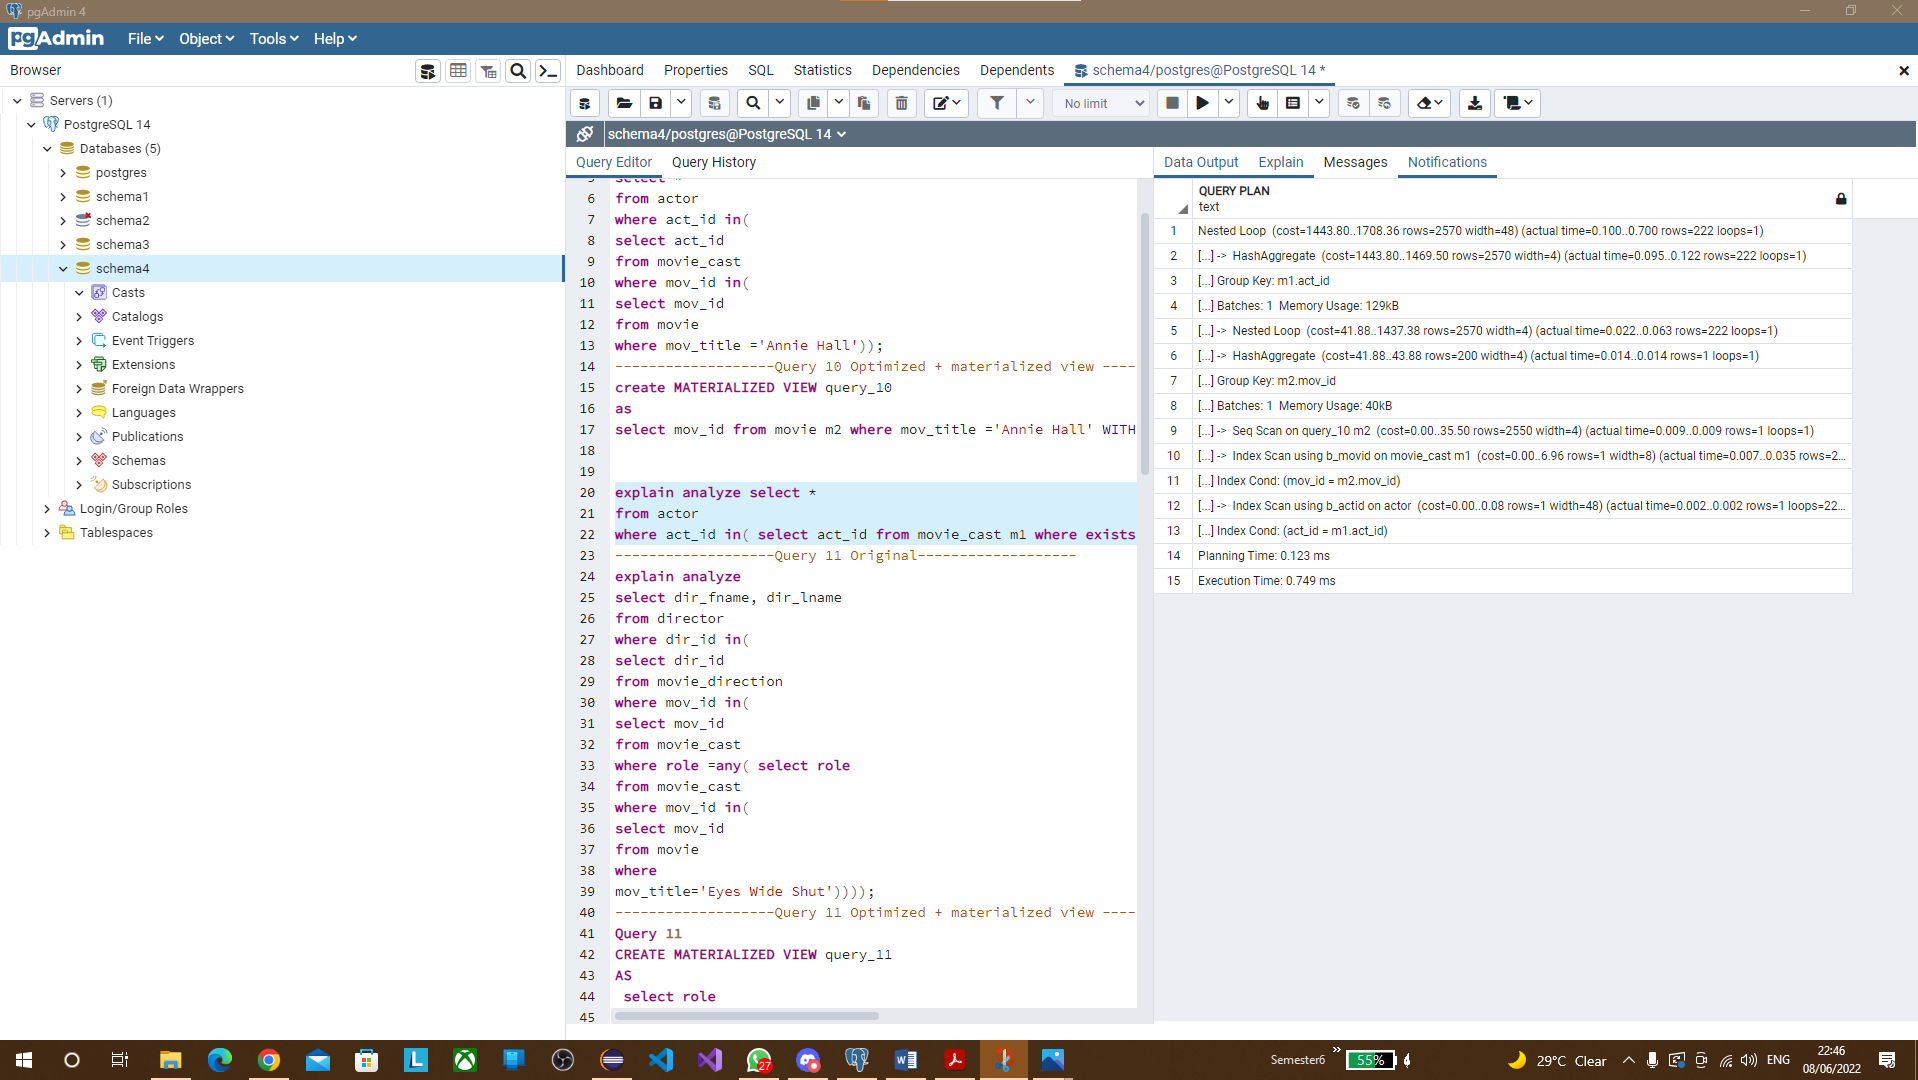 pgAdmin 4
pgAdmin File Object Tools Help
Browser
Dashboard Properties SQL Statistics Dependencies Dependents schema4/postgres@PostgreSQL 14 *
No limit
schema4/postgres@PostgreSQL 14
Servers (1)
PostgreSQL 14
Databases (5)
postgres
schema1
schema2
schema3
schema4
Casts
Catalogs
Event Triggers
Extensions
Foreign Data Wrappers
Languages
Publications
Schemas
Subscriptions
Login/Group Roles
Tablespaces
Query Editor Query History
5 select *
6 from actor
7 where act_id in(
8 select act_id
9 from movie_cast
10 where mov_id in(
11 select mov_id
12 from movie
13 where mov_title ='Annie Hall'));
14 -------------------Query 10 Optimized + materialized view ----
15 create MATERIALIZED VIEW query_10
16 as
17 select mov_id from movie m2 where mov_title ='Annie Hall' WITH
18
19
20 explain analyze select *
21 from actor
22 where act_id in( select act_id from movie_cast m1 where exists
23 -------------------Query 11 Original-------------------
24 explain analyze
25 select dir_fname, dir_lname
26 from director
27 where dir_id in(
28 select dir_id
29 from movie_direction
30 where mov_id in(
31 select mov_id
32 from movie_cast
33 where role =any( select role
34 from movie_cast
35 where mov_id in(
36 select mov_id
37 from movie
38 where
39 mov_title='Eyes Wide Shut'))));
40 -------------------Query 11 Optimized + materialized view ----
41 Query 11
42 CREATE MATERIALIZED VIEW query_11
43 AS
44 select role
45
Data Output Explain Messages Notifications
QUERY PLAN
text
1 Nested Loop (cost=1443.80..1708.36 rows=2570 width=48) (actual time=0.100..0.700 rows=222 loops=1)
2 [...] -> HashAggregate (cost=1443.80..1469.50 rows=2570 width=4) (actual time=0.095..0.122 rows=222 loops=1)
3 [...] Group Key: m1.act_id
4 [...] Batches: 1 Memory Usage: 129kB
5 [...] -> Nested Loop (cost=41.88..1437.38 rows=2570 width=4) (actual time=0.022..0.063 rows=222 loops=1)
6 [...] -> HashAggregate (cost=41.88..43.88 rows=200 width=4) (actual time=0.014..0.014 rows=1 loops=1)
7 [...] Group Key: m2.mov_id
8 [...] Batches: 1 Memory Usage: 40kB
9 [...] -> Seq Scan on query_10 m2 (cost=0.00..35.50 rows=2550 width=4) (actual time=0.009..0.009 rows=1 loops=1)
10 [...] -> Index Scan using b_movid on movie_cast m1 (cost=0.00..6.96 rows=1 width=8) (actual time=0.007..0.035 rows=2...
11 [...] Index Cond: (mov_id = m2.mov_id)
12 [...] -> Index Scan using b_actid on actor (cost=0.00..0.08 rows=1 width=48) (actual time=0.002..0.002 rows=1 loops=22...
13 [...] Index Cond: (act_id = m1.act_id)
14 Planning Time: 0.123 ms
15 Execution Time: 0.749 ms
27
Semester6 » 55% 29°C Clear ENG
22:46
08/06/2022